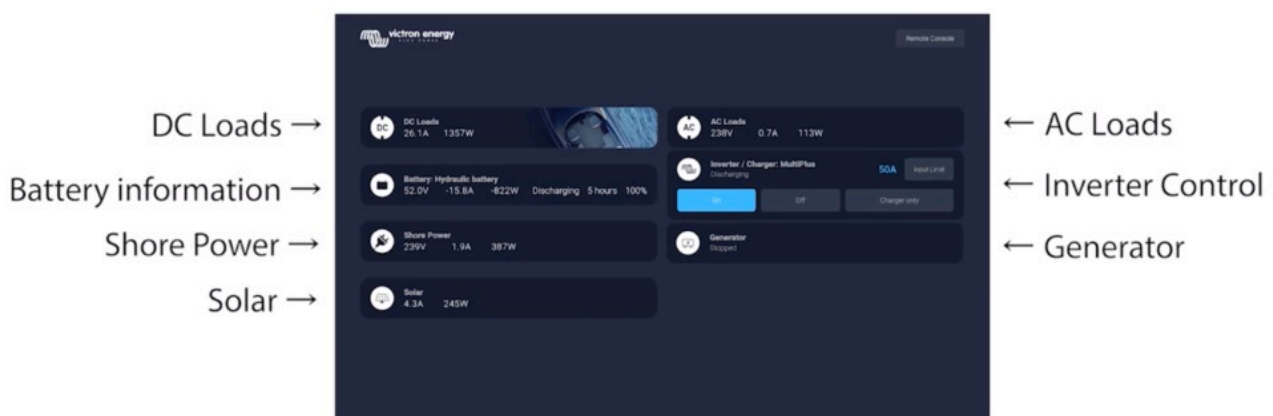 victron energy
BLUE POWER
Remote Console
DC Loads →
DC
DC Loads
26.1A 1357W
AC
AC Loads
238V 0.7A 113W
← AC Loads
Battery information →
Battery: Hydraulic battery
52.0V -15.8A -822W Discharging 5 hours 100%
Inverter / Charger: MultiPlus
Discharging
50A Input Limit
On Off Charger only
← Inverter Control
Shore Power →
Shore Power
239V 1.9A 387W
Generator
Stopped
← Generator
Solar →
Solar
4.3A 245W